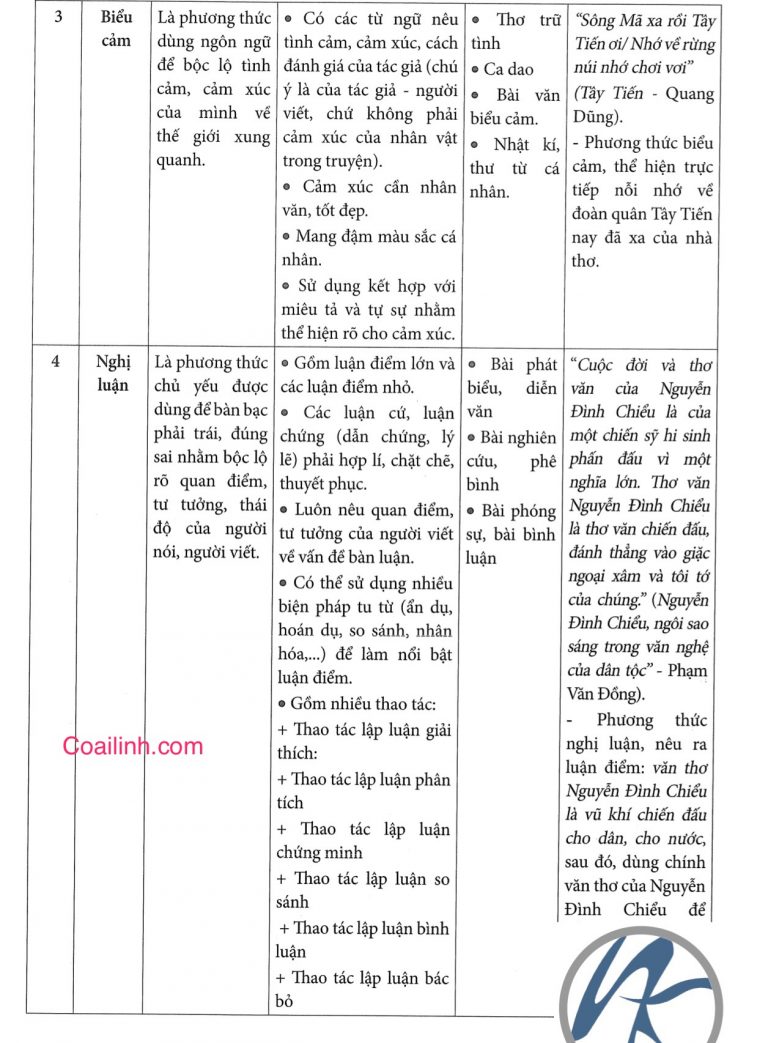 3
Biểu
cảm
Là phương thức
dùng ngôn ngữ
để bộc lộ tình
cảm, cảm xúc
của mình về
thế giới xung
quanh.
• Có các từ ngữ nêu
tình cảm, cảm xúc, cách
đánh giá của tác giả (chú
ý là của tác giả - người
viết, chứ không phải
cảm xúc của nhân vật
trong truyện).
• Cảm xúc cần nhân
văn, tốt đẹp.
• Mang đậm màu sắc cá
nhân.
• Sử dụng kết hợp với
miêu tả và tự sự nhằm
thể hiện rõ cho cảm xúc.
• Thơ trữ
tình
• Ca dao
• Bài văn
biểu cảm.
• Nhật kí,
thư từ cá
nhân.
"Sông Mã xa rồi Tây
Tiến ơi/ Nhớ về rừng
núi nhớ chơi vơi"
(Tây Tiến - Quang
Dũng).
- Phương thức biểu
cảm, thể hiện trực
tiếp nỗi nhớ về
đoàn quân Tây Tiến
nay đã xa của nhà
thơ.
4
Nghị
luận
Là phương thức
chủ yếu được
dùng để bàn bạc
phải trái, đúng
sai nhằm bộc lộ
rõ quan điểm,
tư tưởng, thái
độ của người
nói, người viết.
• Gồm luận điểm lớn và
các luận điểm nhỏ.
• Các luận cứ, luận
chứng (dẫn chứng, lý
lẽ) phải hợp lí, chặt chẽ,
thuyết phục.
• Luôn nêu quan điểm,
tư tưởng của người viết
về vấn đề bàn luận.
• Có thể sử dụng nhiều
biện pháp tu từ (ẩn dụ,
hoán dụ, so sánh, nhân
hóa,...) để làm nổi bật
luận điểm.
• Gồm nhiều thao tác:
+ Thao tác lập luận giải
thích:
+ Thao tác lập luận phân
tích
+ Thao tác lập luận
chứng minh
+ Thao tác lập luận so
sánh
+ Thao tác lập luận bình
luận
+ Thao tác lập luận bác
bỏ
• Bài phát
biểu, diễn
văn
• Bài nghiên
cứu, phê
bình
• Bài phóng
sự, bài bình
luận
"Cuộc đời và thơ
văn của Nguyễn
Đình Chiểu là của
một chiến sỹ hi sinh
phấn đấu vì một
nghĩa lớn. Thơ văn
Nguyễn Đình Chiểu
là thơ văn chiến đấu,
đánh thẳng vào giặc
ngoại xâm và tôi tớ
của chúng." (Nguyễn
Đình Chiểu, ngôi sao
sáng trong văn nghệ
của dân tộc" - Phạm
Văn Đồng).
- Phương thức
nghị luận, nêu ra
luận điểm: văn thơ
Nguyễn Đình Chiểu
là vũ khí chiến đấu
cho dân, cho nước,
sau đó, dùng chính
văn thơ của Nguyễn
Đình Chiểu để
Coailinh.com